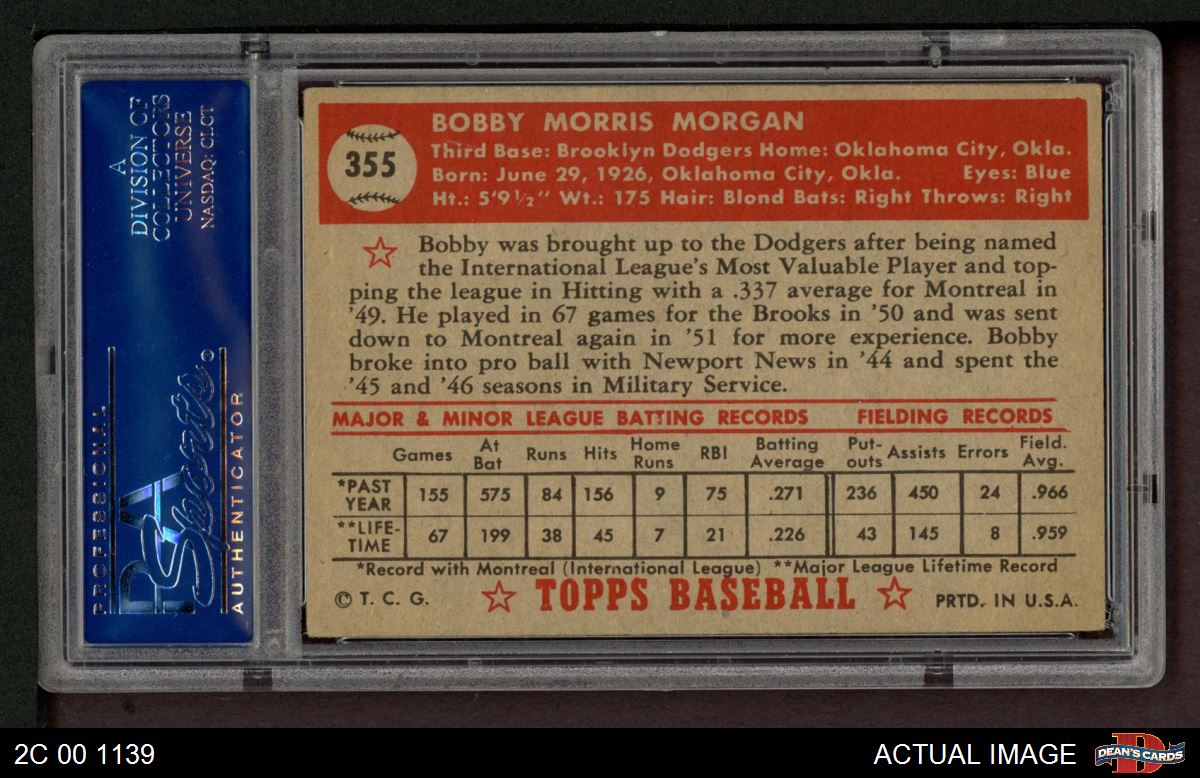 A
DIVISION OF
COLLECTORS
UNIVERSE
NASDAQ: CLCT
PROFESSIONAL
PSA
Sports
AUTHENTICATOR
355
BOBBY MORRIS MORGAN
Third Base: Brooklyn Dodgers Home: Oklahoma City, Okla.
Born: June 29, 1926, Oklahoma City, Okla. Eyes: Blue
Ht.: 5'9½" Wt.: 175 Hair: Blond Bats: Right Throws: Right
Bobby was brought up to the Dodgers after being named
the International League's Most Valuable Player and top-
ping the league in Hitting with a .337 average for Montreal in
'49. He played in 67 games for the Brooks in '50 and was sent
down to Montreal again in '51 for more experience. Bobby
broke into pro ball with Newport News in '44 and spent the
'45 and '46 seasons in Military Service.
MAJOR & MINOR LEAGUE BATTING RECORDS FIELDING RECORDS
Games At Bat Runs Hits Home Runs RBI Batting Average Put-outs Assists Errors Field. Avg.
*PAST YEAR 155 575 84 156 9 75 .271 236 450 24 .966
**LIFE-TIME 67 199 38 45 7 21 .226 43 145 8 .959
*Record with Montreal (International League) **Major League Lifetime Record
© T. C. G. TOPPS BASEBALL PRTD. IN U.S.A.
2C 00 1139 ACTUAL IMAGE D DEAN'S CARDS